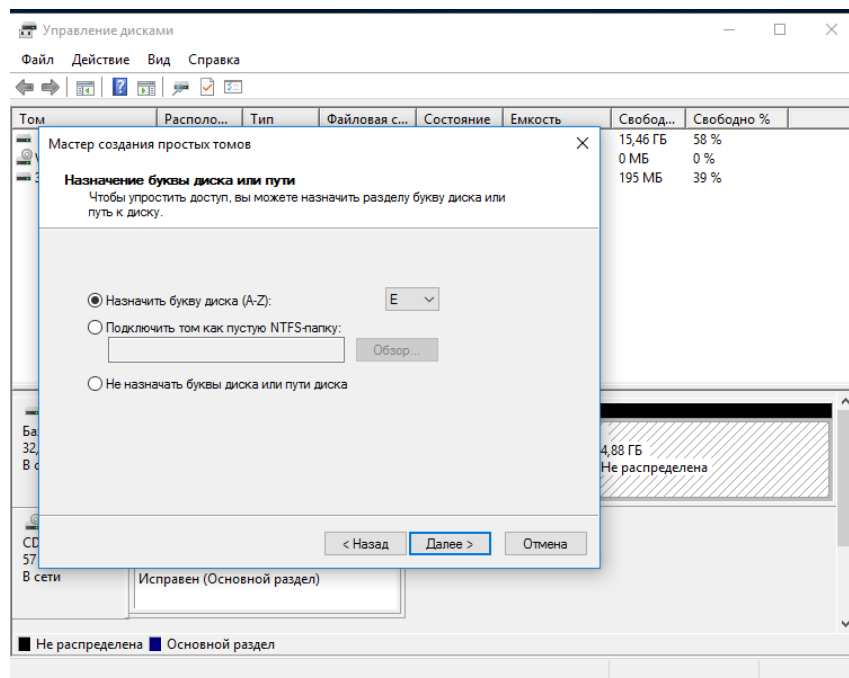 Управление дисками
Файл Действие Вид Справка
Том Располо... Тип Файловая с... Состояние Емкость Свобод... Свободно %
15,46 ГБ 58 %
0 МБ 0 %
195 МБ 39 %
Мастер создания простых томов
Назначение буквы диска или пути
Чтобы упростить доступ, вы можете назначить разделу букву диска или
путь к диску.
Назначить букву диска (A-Z): E
Подключить том как пустую NTFS-папку:
Обзор...
Не назначать буквы диска или пути диска
< Назад Далее > Отмена
Ба
32,
В с
4,88 ГБ
Не распределена
CD
57
В сети
Исправен (Основной раздел)
Не распределена Основной раздел